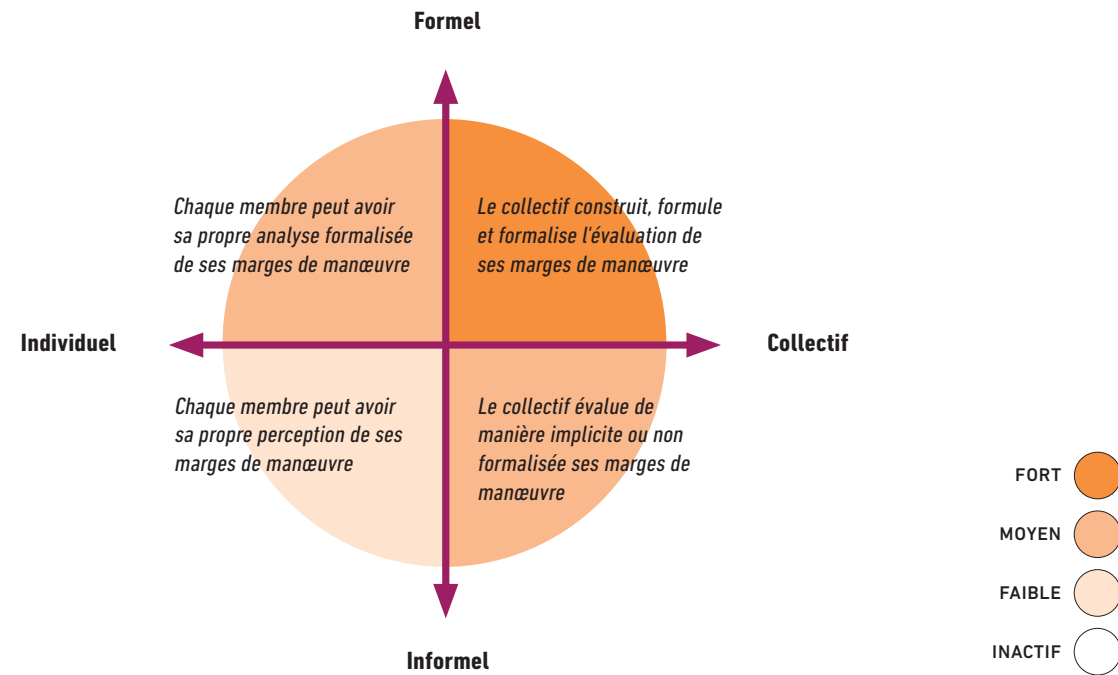 Formel
Chaque membre peut avoir
sa propre analyse formalisée
de ses marges de manœuvre
Le collectif construit, formule
et formalise l'évaluation de
ses marges de manœuvre
Individuel
Collectif
Chaque membre peut avoir
sa propre perception de ses
marges de manœuvre
Le collectif évalue de
manière implicite ou non
formalisée ses marges de
manœuvre
Informel
FORT
MOYEN
FAIBLE
INACTIF